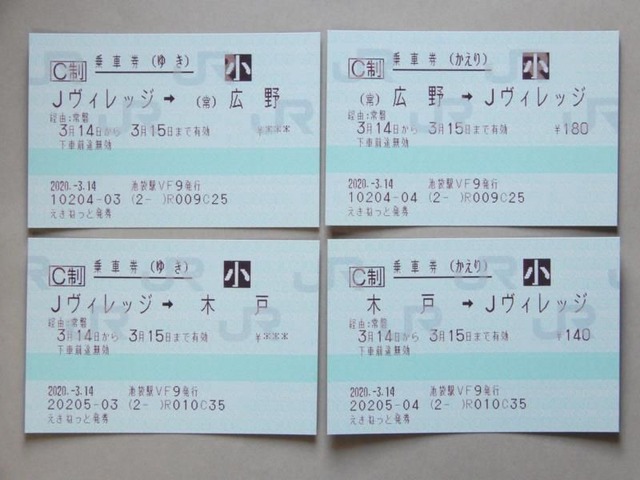 C制 乗車券 (ゆき) 小
Jヴィレッジ → (常) 広野
経由:常磐
3月14日から 3月15日まで有効 ¥***
下車前途無効
2020.-3.14 池袋駅VF9発行
10204-03 (2- )R009C25
えきねっと発券
C制 乗車券 (かえり) 小
(常) 広野 → Jヴィレッジ
経由:常磐
3月14日から 3月15日まで有効 ¥180
下車前途無効
2020.-3.14 池袋駅VF9発行
10204-04 (2- )R009C25
えきねっと発券
C制 乗車券 (ゆき) 小
Jヴィレッジ → 木戸
経由:常磐
3月14日から 3月15日まで有効 ¥***
下車前途無効
2020.-3.14 池袋駅VF9発行
20205-03 (2- )R010C35
えきねっと発券
C制 乗車券 (かえり) 小
木戸 → Jヴィレッジ
経由:常磐
3月14日から 3月15日まで有効 ¥140
下車前途無効
2020.-3.14 池袋駅VF9発行
20205-04 (2- )R010C35
えきねっと発券